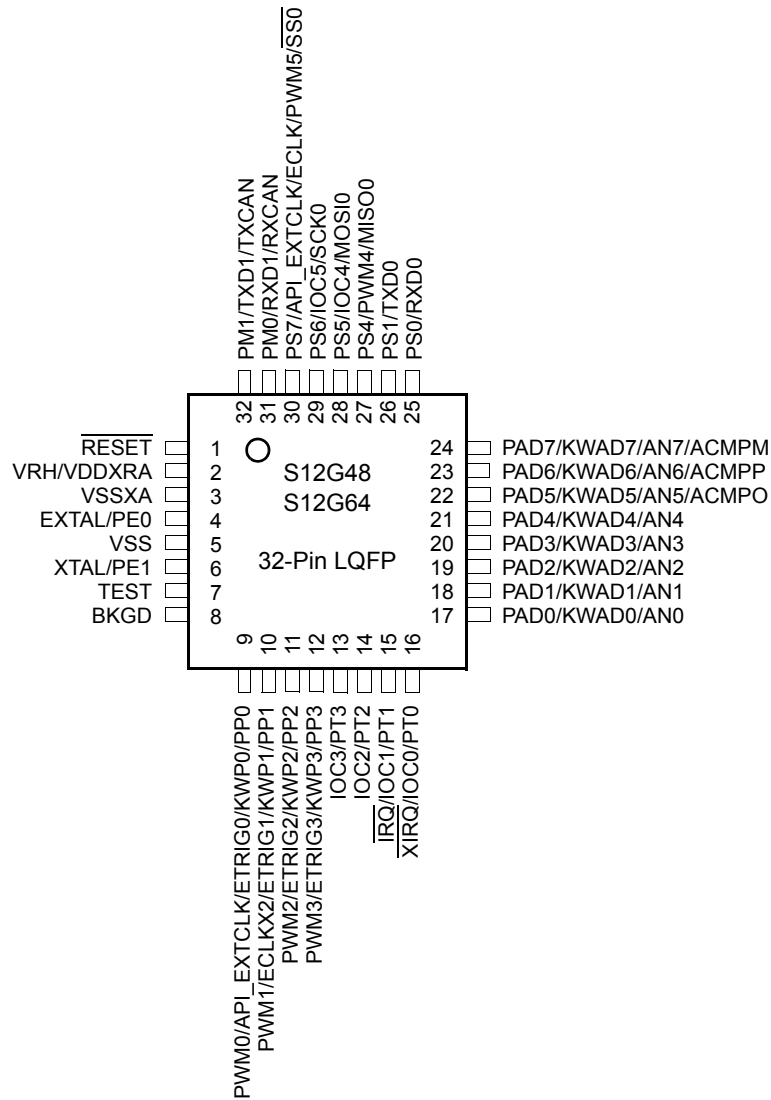 PM1/TXD1/TXCAN
PM0/RXD1/RXCAN
PS7/API_EXTCLK/ECLK/PWM5/SS0
PS6/IOC5/SCK0
PS5/IOC4/MOSI0
PS4/PWM4/MISO0
PS1/TXD0
PS0/RXD0
32
31
30
29
28
27
26
25
RESET 1
VRH/VDDXRA 2
VSSXA 3
EXTAL/PE0 4
VSS 5
XTAL/PE1 6
TEST 7
BKGD 8
S12G48
S12G64
32-Pin LQFP
24 PAD7/KWAD7/AN7/ACMPM
23 PAD6/KWAD6/AN6/ACMPP
22 PAD5/KWAD5/AN5/ACMPO
21 PAD4/KWAD4/AN4
20 PAD3/KWAD3/AN3
19 PAD2/KWAD2/AN2
18 PAD1/KWAD1/AN1
17 PAD0/KWAD0/AN0
9
10
11
12
13
14
15
16
PWM0/API_EXTCLK/ETRIG0/KWP0/PP0
PWM1/ECLKX2/ETRIG1/KWP1/PP1
PWM2/ETRIG2/KWP2/PP2
PWM3/ETRIG3/KWP3/PP3
IOC3/PT3
IOC2/PT2
IRQ/IOC1/PT1
XIRQ/IOC0/PT0